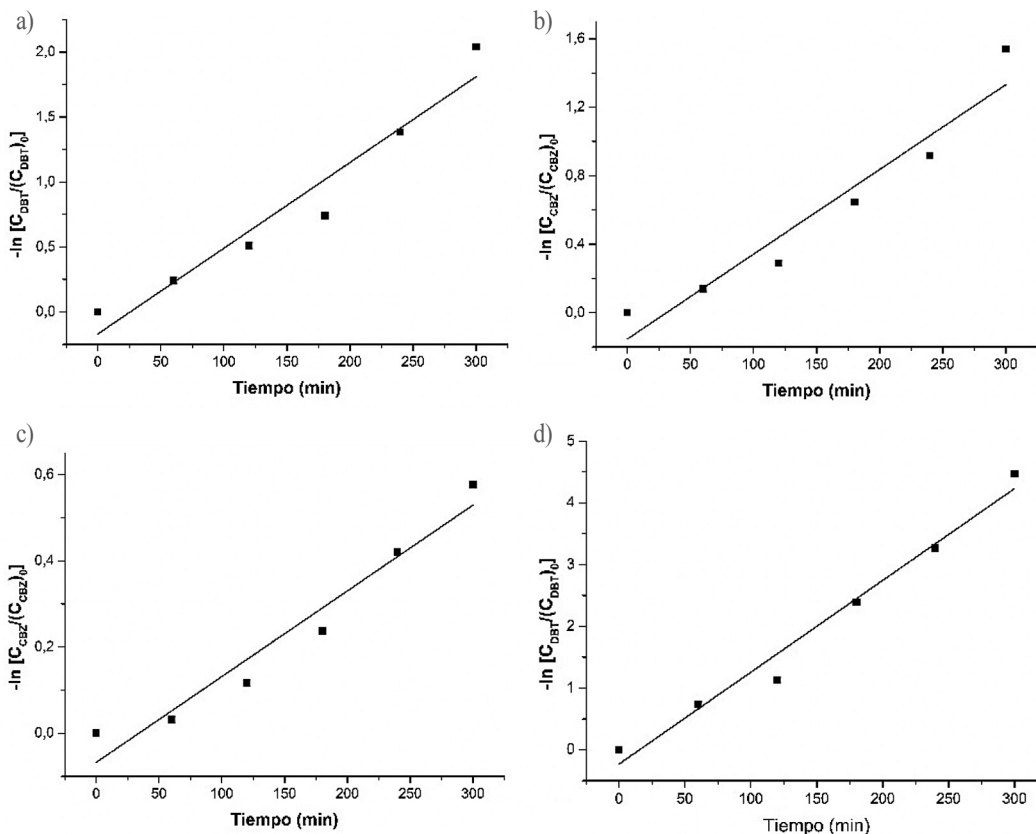 a)
2,0
1,5
1,0
0,5
0,0
-ln [C_DBT/(C_DBT)_0]
0 50 100 150 200 250 300
Tiempo (min)
b)
1,6
1,2
0,8
0,4
0,0
-ln [C_CBZ/(C_CBZ)_0]
0 50 100 150 200 250 300
Tiempo (min)
c)
0,6
0,4
0,2
0,0
-ln [C_CBZ/(C_CBZ)_0]
0 50 100 150 200 250 300
Tiempo (min)
d)
5
4
3
2
1
0
-ln [C_DBT/(C_DBT)_0]
0 50 100 150 200 250 300
Tiempo (min)